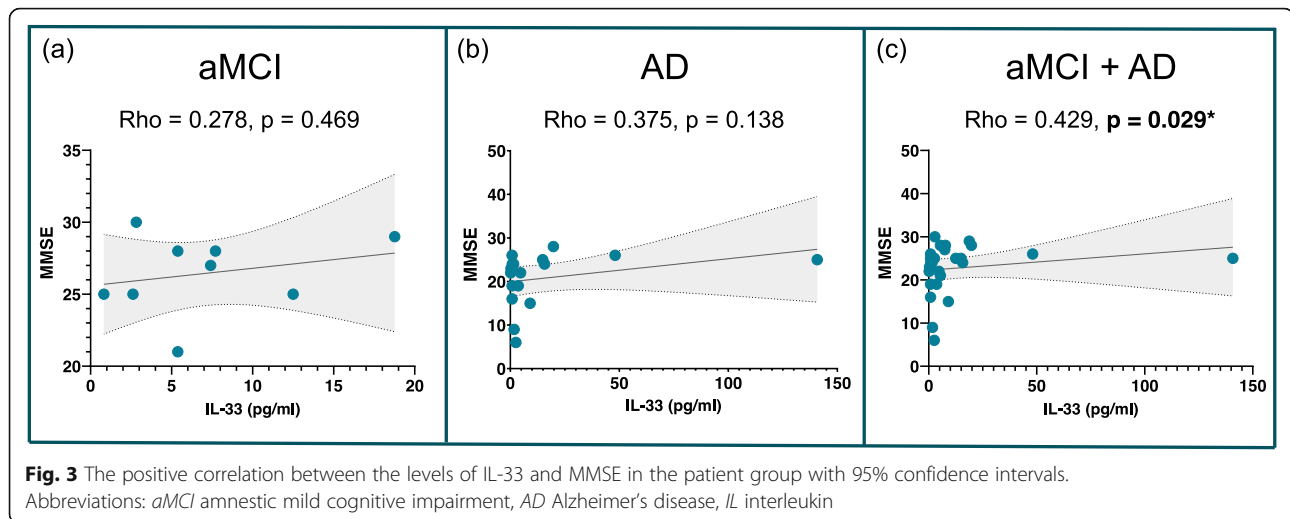 (a)
aMCI
Rho = 0.278, p = 0.469
35
30
25
20
MMSE
0
5
10
15
20
IL-33 (pg/ml)
(b)
AD
Rho = 0.375, p = 0.138
50
40
30
20
10
0
MMSE
0
50
100
150
IL-33 (pg/ml)
(c)
aMCI + AD
Rho = 0.429, p = 0.029*
50
40
30
20
10
0
MMSE
0
50
100
150
IL-33 (pg/ml)
Fig. 3 The positive correlation between the levels of IL-33 and MMSE in the patient group with 95% confidence intervals.
Abbreviations: aMCI amnestic mild cognitive impairment, AD Alzheimer's disease, IL interleukin